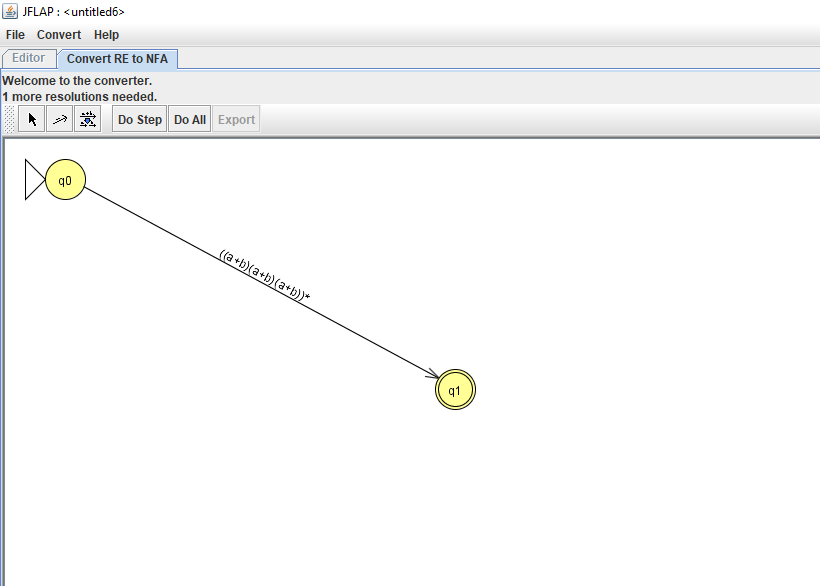 JFLAP : <untitled6>
File Convert Help
Editor Convert RE to NFA
Welcome to the converter.
1 more resolutions needed.
Do Step Do All Export
q0
((a+b)(a+b)(a+b))*
q1